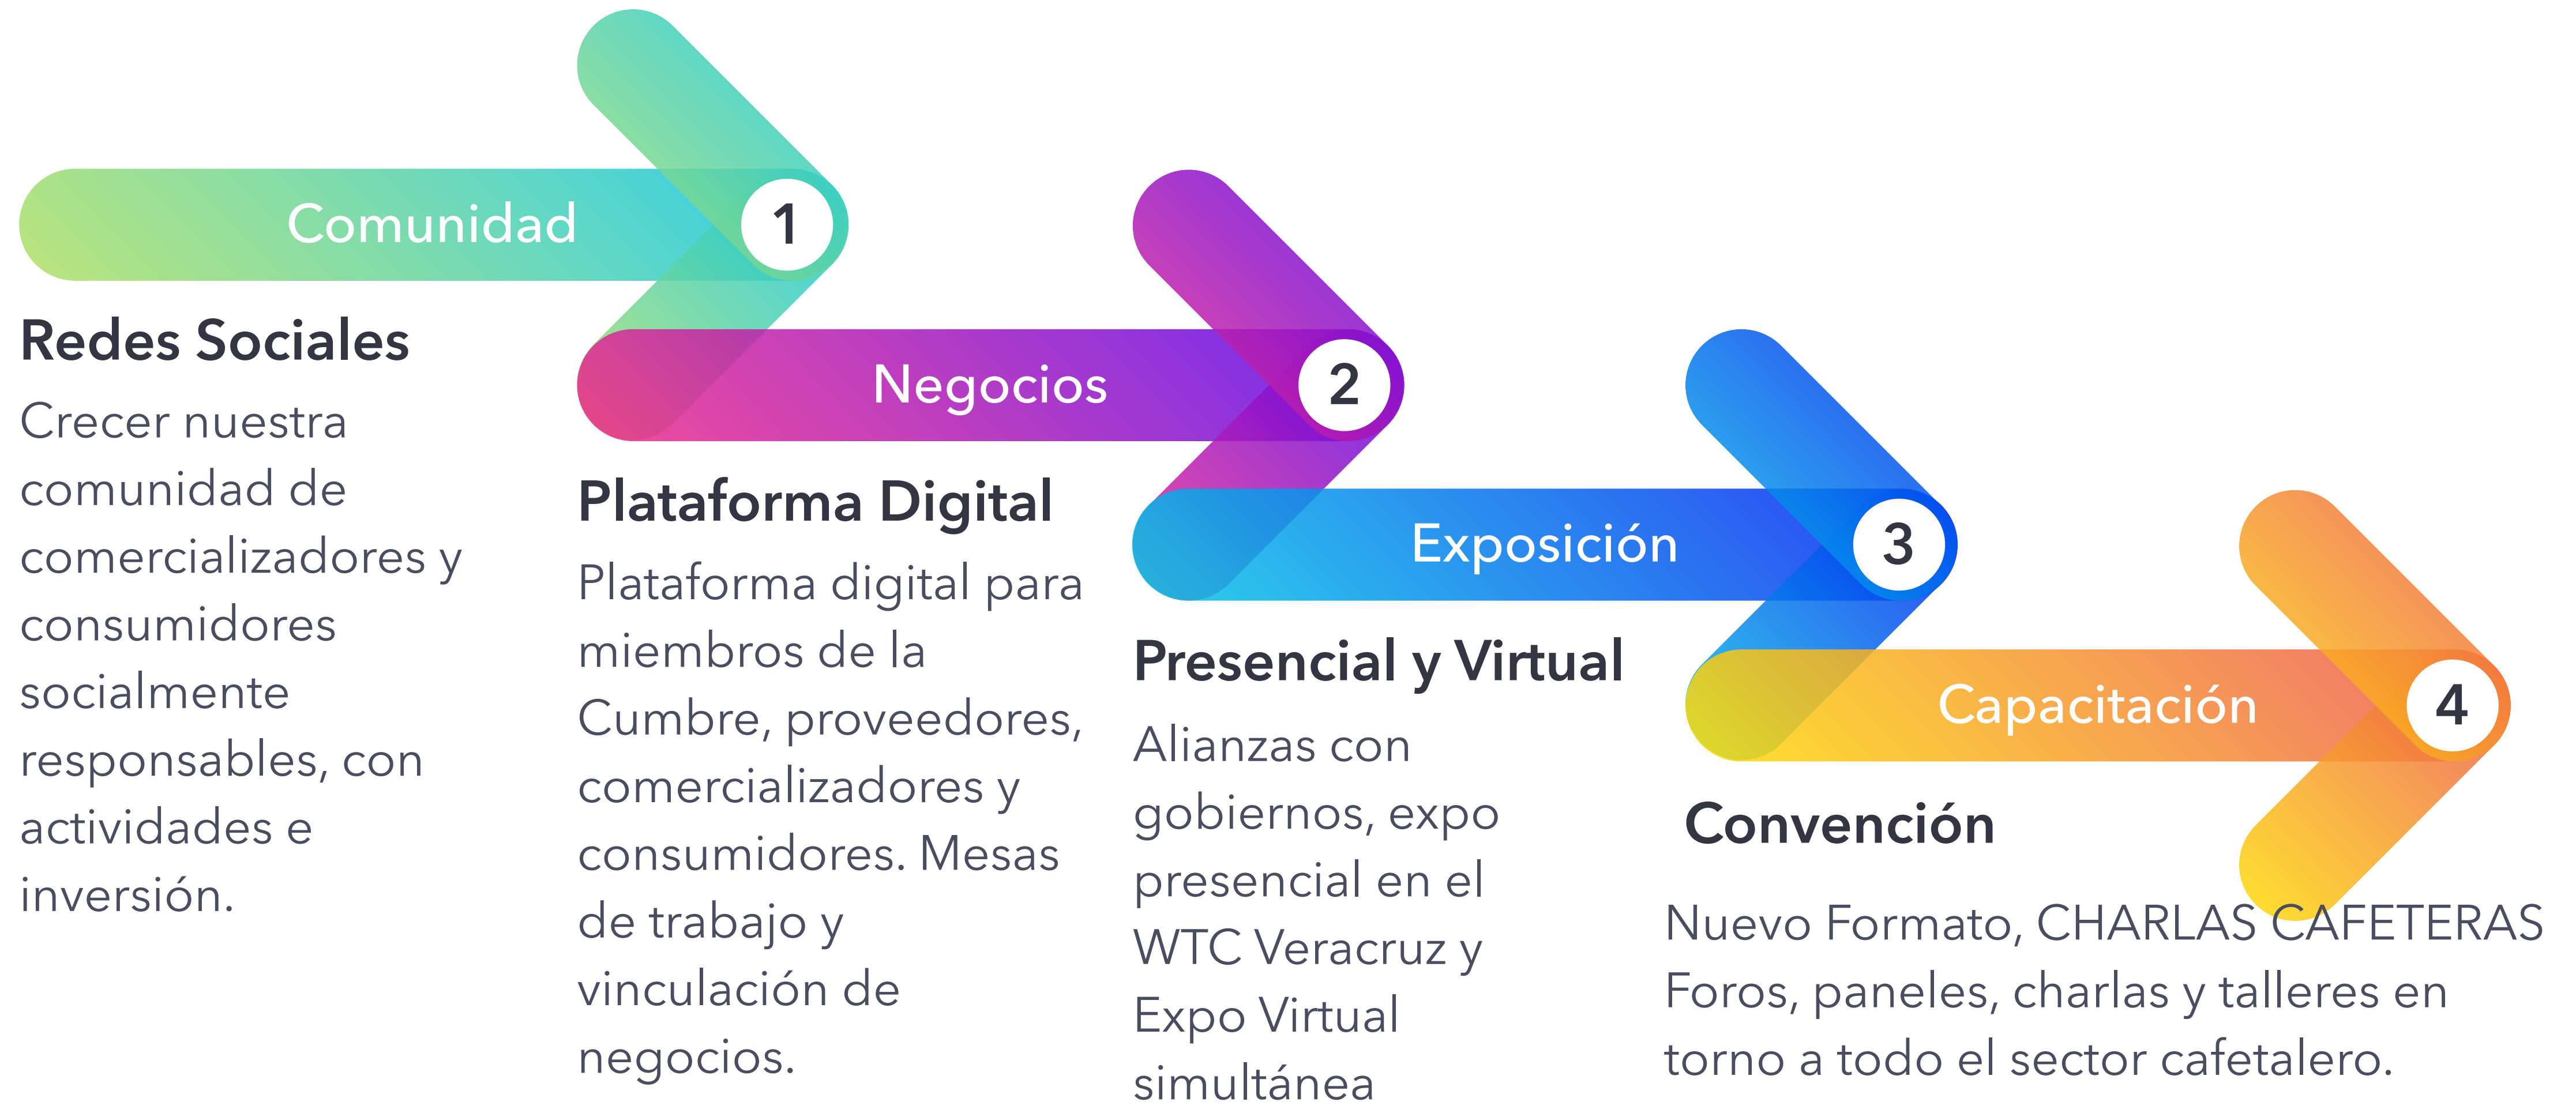 Comunidad
1
Redes Sociales
Crecer nuestra
comunidad de
comercializadores y
consumidores
socialmente
responsables, con
actividades e
inversión.
Negocios
2
Plataforma Digital
Plataforma digital para
miembros de la
Cumbre, proveedores,
comercializadores y
consumidores. Mesas
de trabajo y
vinculación de
negocios.
Exposición
3
Presencial y Virtual
Alianzas con
gobiernos, expo
presencial en el
WTC Veracruz y
Expo Virtual
simultánea
Capacitación
4
Convención
Nuevo Formato, CHARLAS CAFETERAS
Foros, paneles, charlas y talleres en
torno a todo el sector cafetalero.